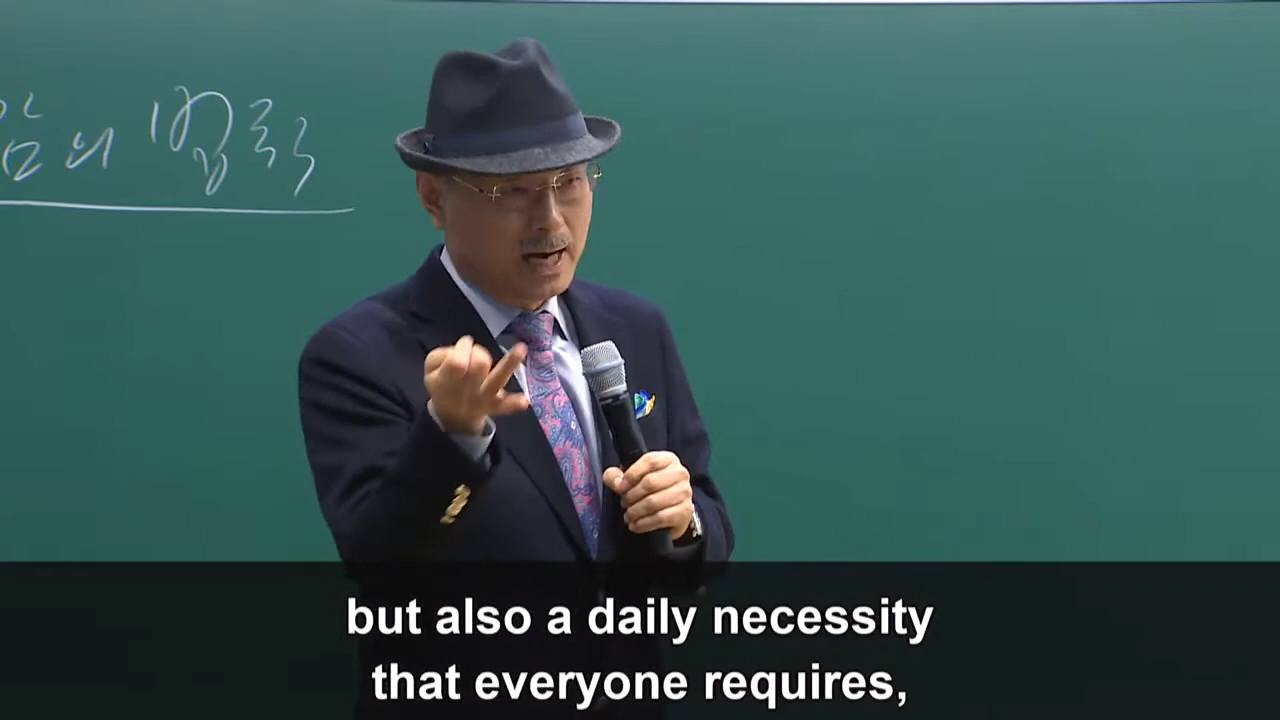 but also a daily necessity
that everyone requires,